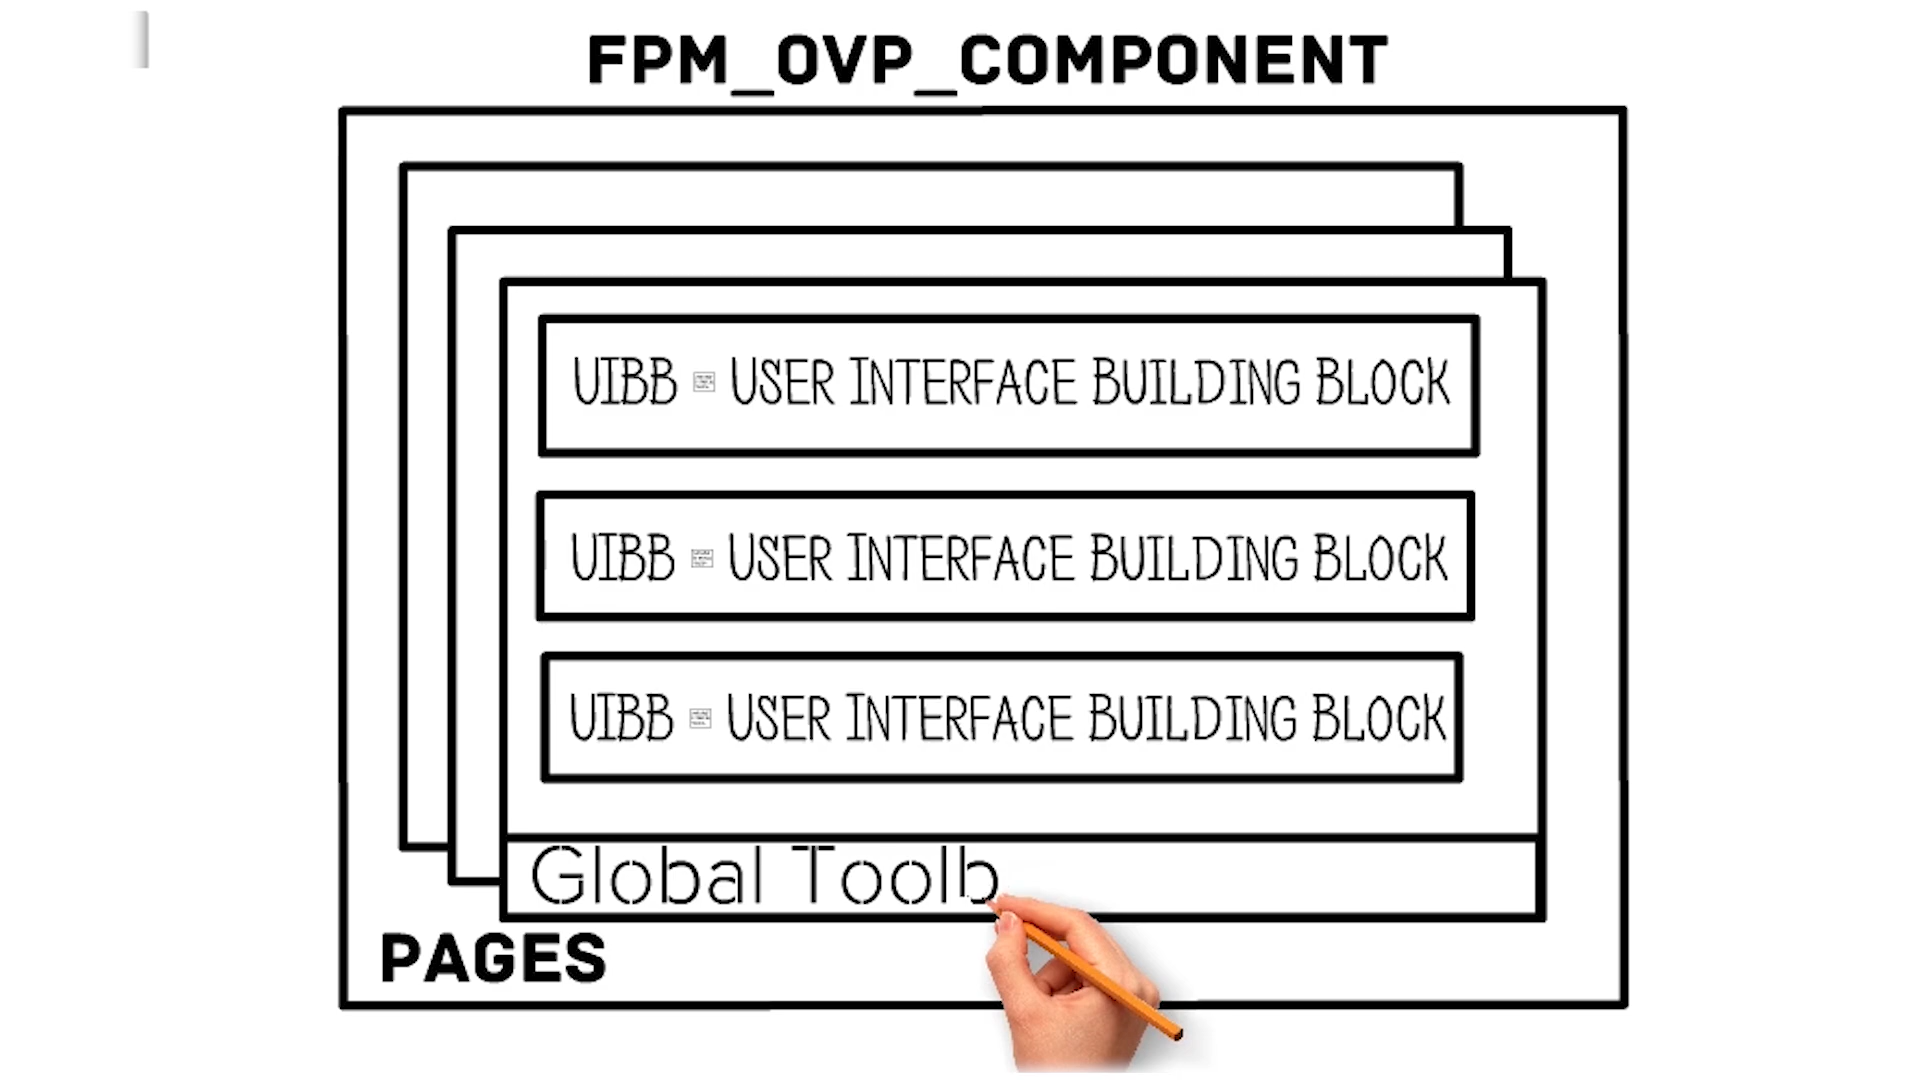 FPM_OVP_COMPONENT
UIBB = USER INTERFACE BUILDING BLOCK
UIBB = USER INTERFACE BUILDING BLOCK
UIBB = USER INTERFACE BUILDING BLOCK
Global Toolb
PAGES